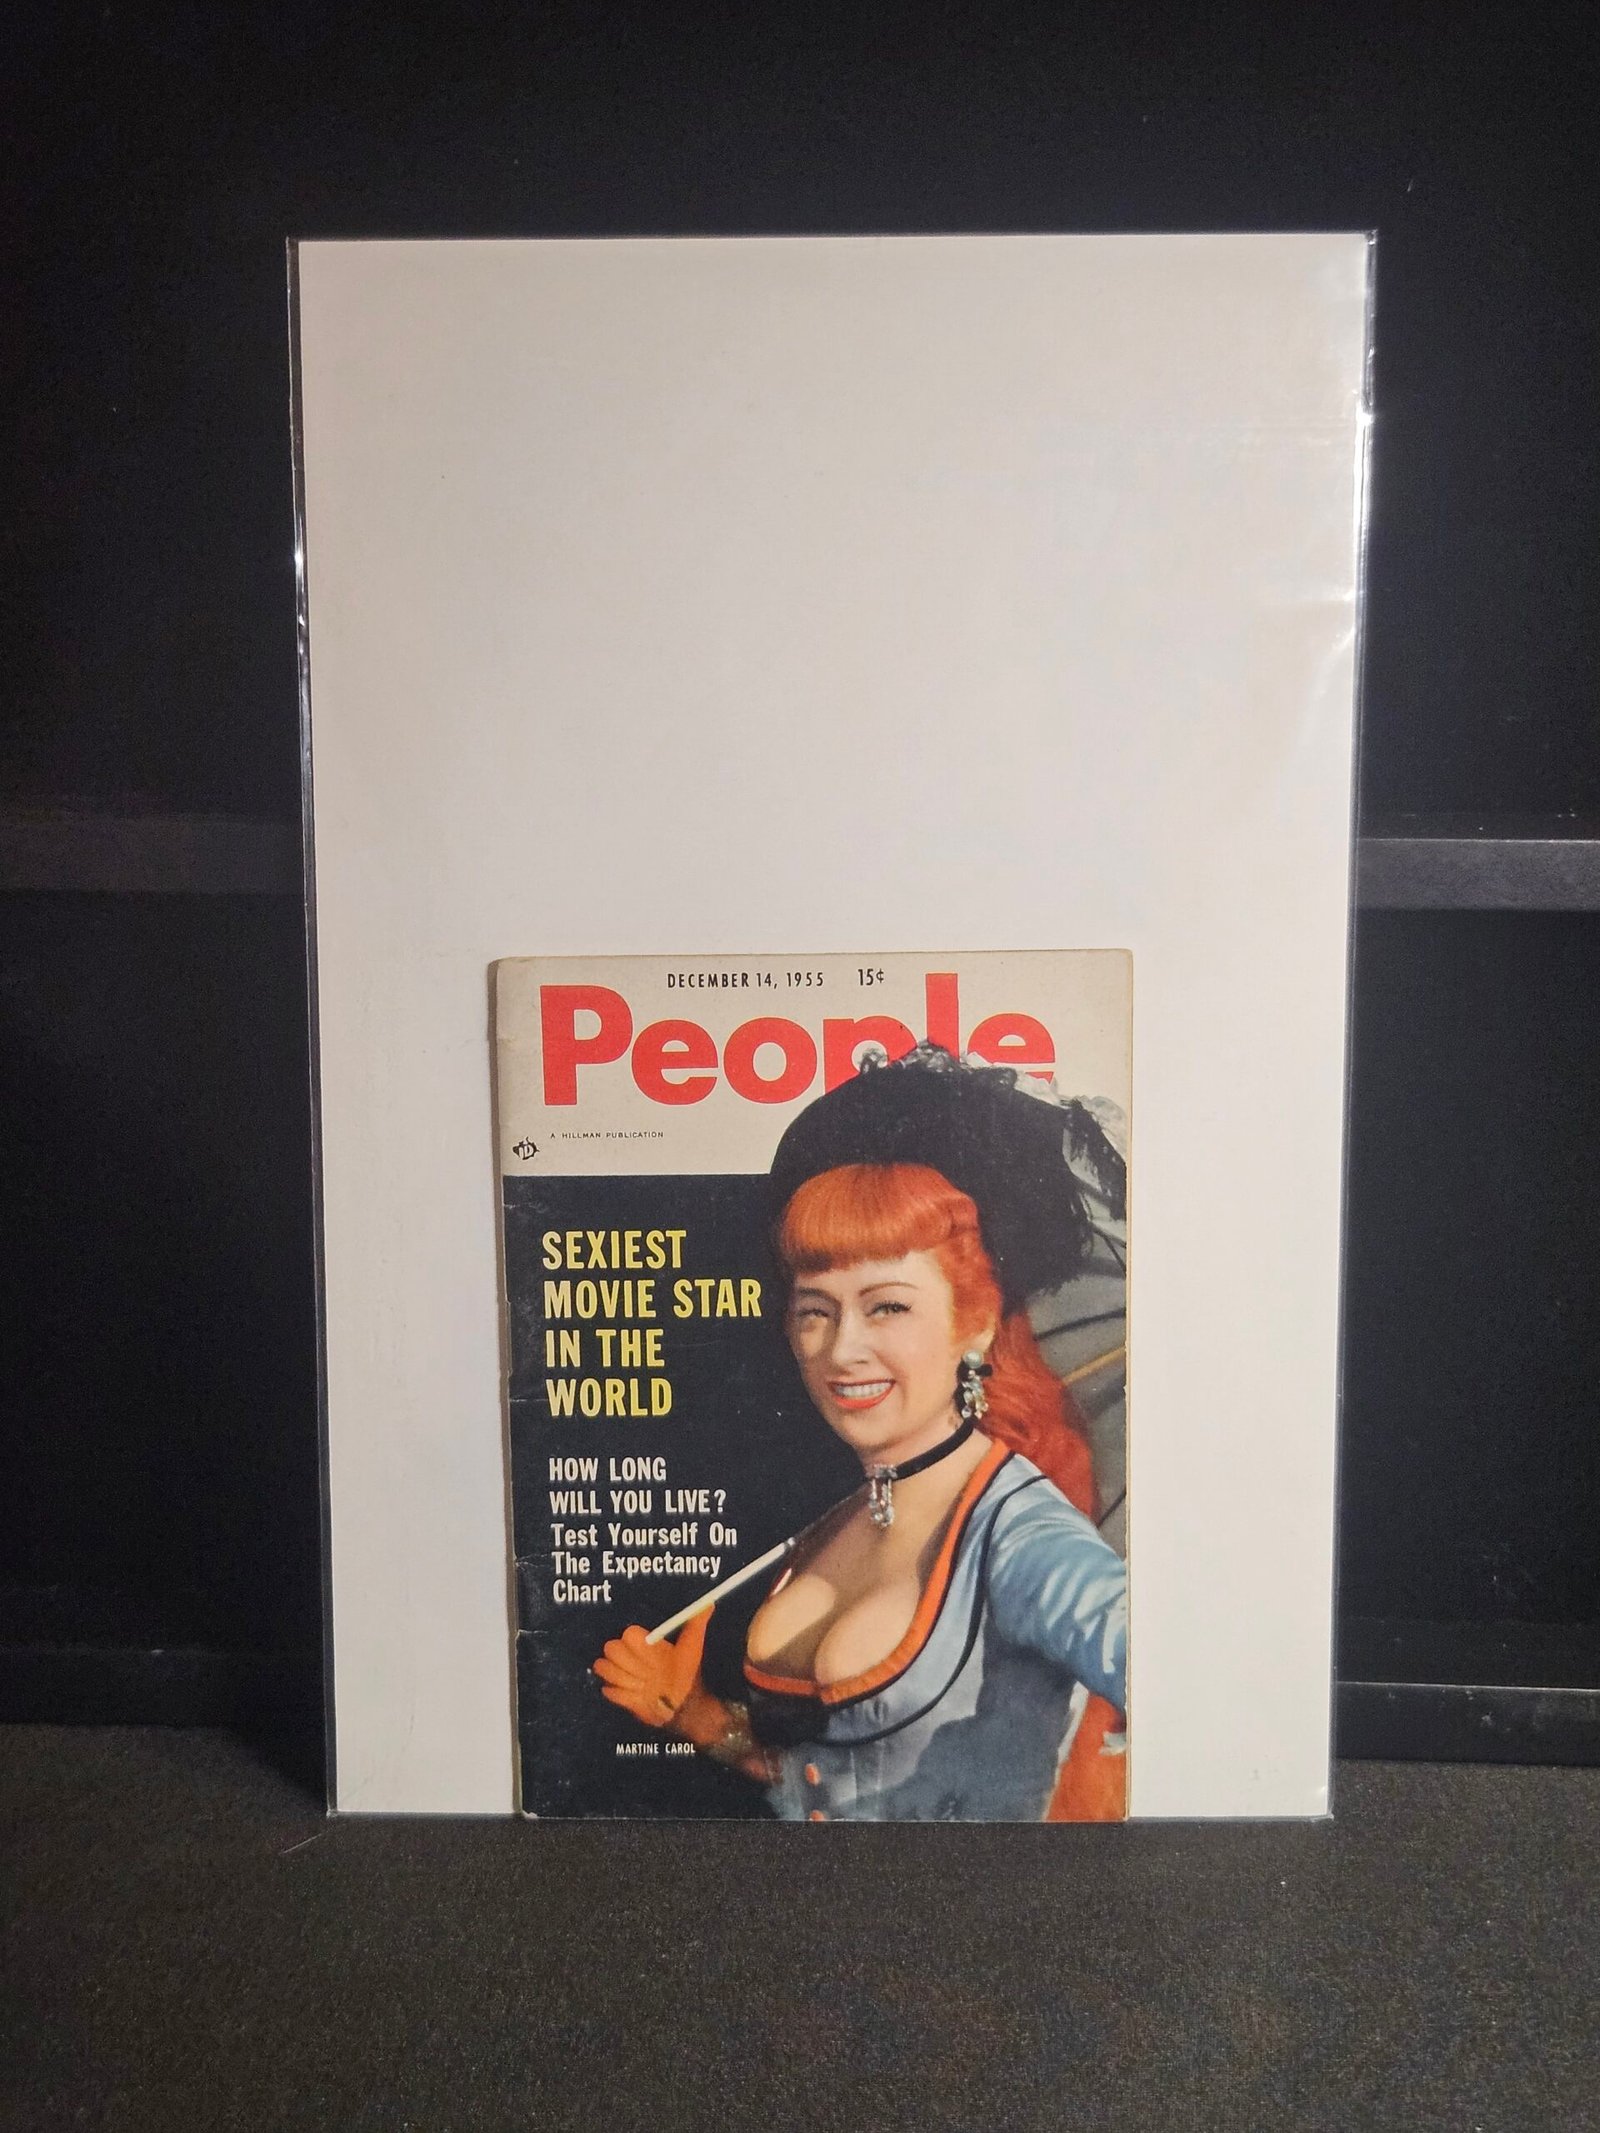 DECEMBER 14, 1955 15¢
People
A HILLMAN PUBLICATION
ID
SEXIEST
MOVIE STAR
IN THE
WORLD
HOW LONG
WILL YOU LIVE?
Test Yourself On
The Expectancy
Chart
MARTINE CAROL